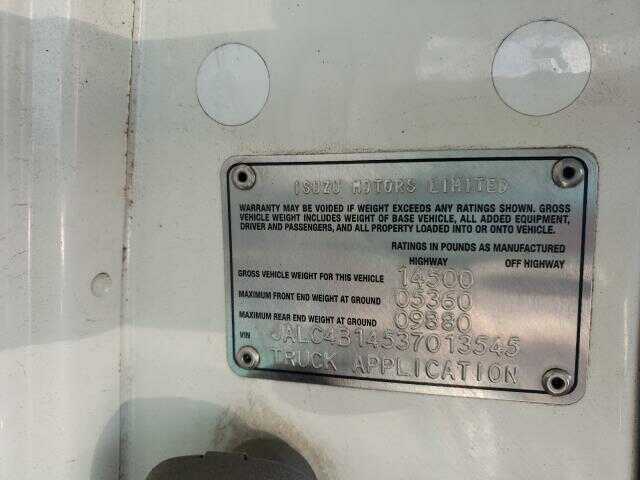 ISUZU MOTORS LIMITED
WARRANTY MAY BE VOIDED IF WEIGHT EXCEEDS ANY RATINGS SHOWN. GROSS
VEHICLE WEIGHT INCLUDES WEIGHT OF BASE VEHICLE, ALL ADDED EQUIPMENT,
DRIVER AND PASSENGERS, AND ALL PROPERTY LOADED INTO OR ONTO VEHICLE.
RATINGS IN POUNDS AS MANUFACTURED
HIGHWAY OFF HIGHWAY
GROSS VEHICLE WEIGHT FOR THIS VEHICLE 14500
MAXIMUM FRONT END WEIGHT AT GROUND 05360
MAXIMUM REAR END WEIGHT AT GROUND 09880
VIN JALC4B14537013545
TRUCK APPLICATION